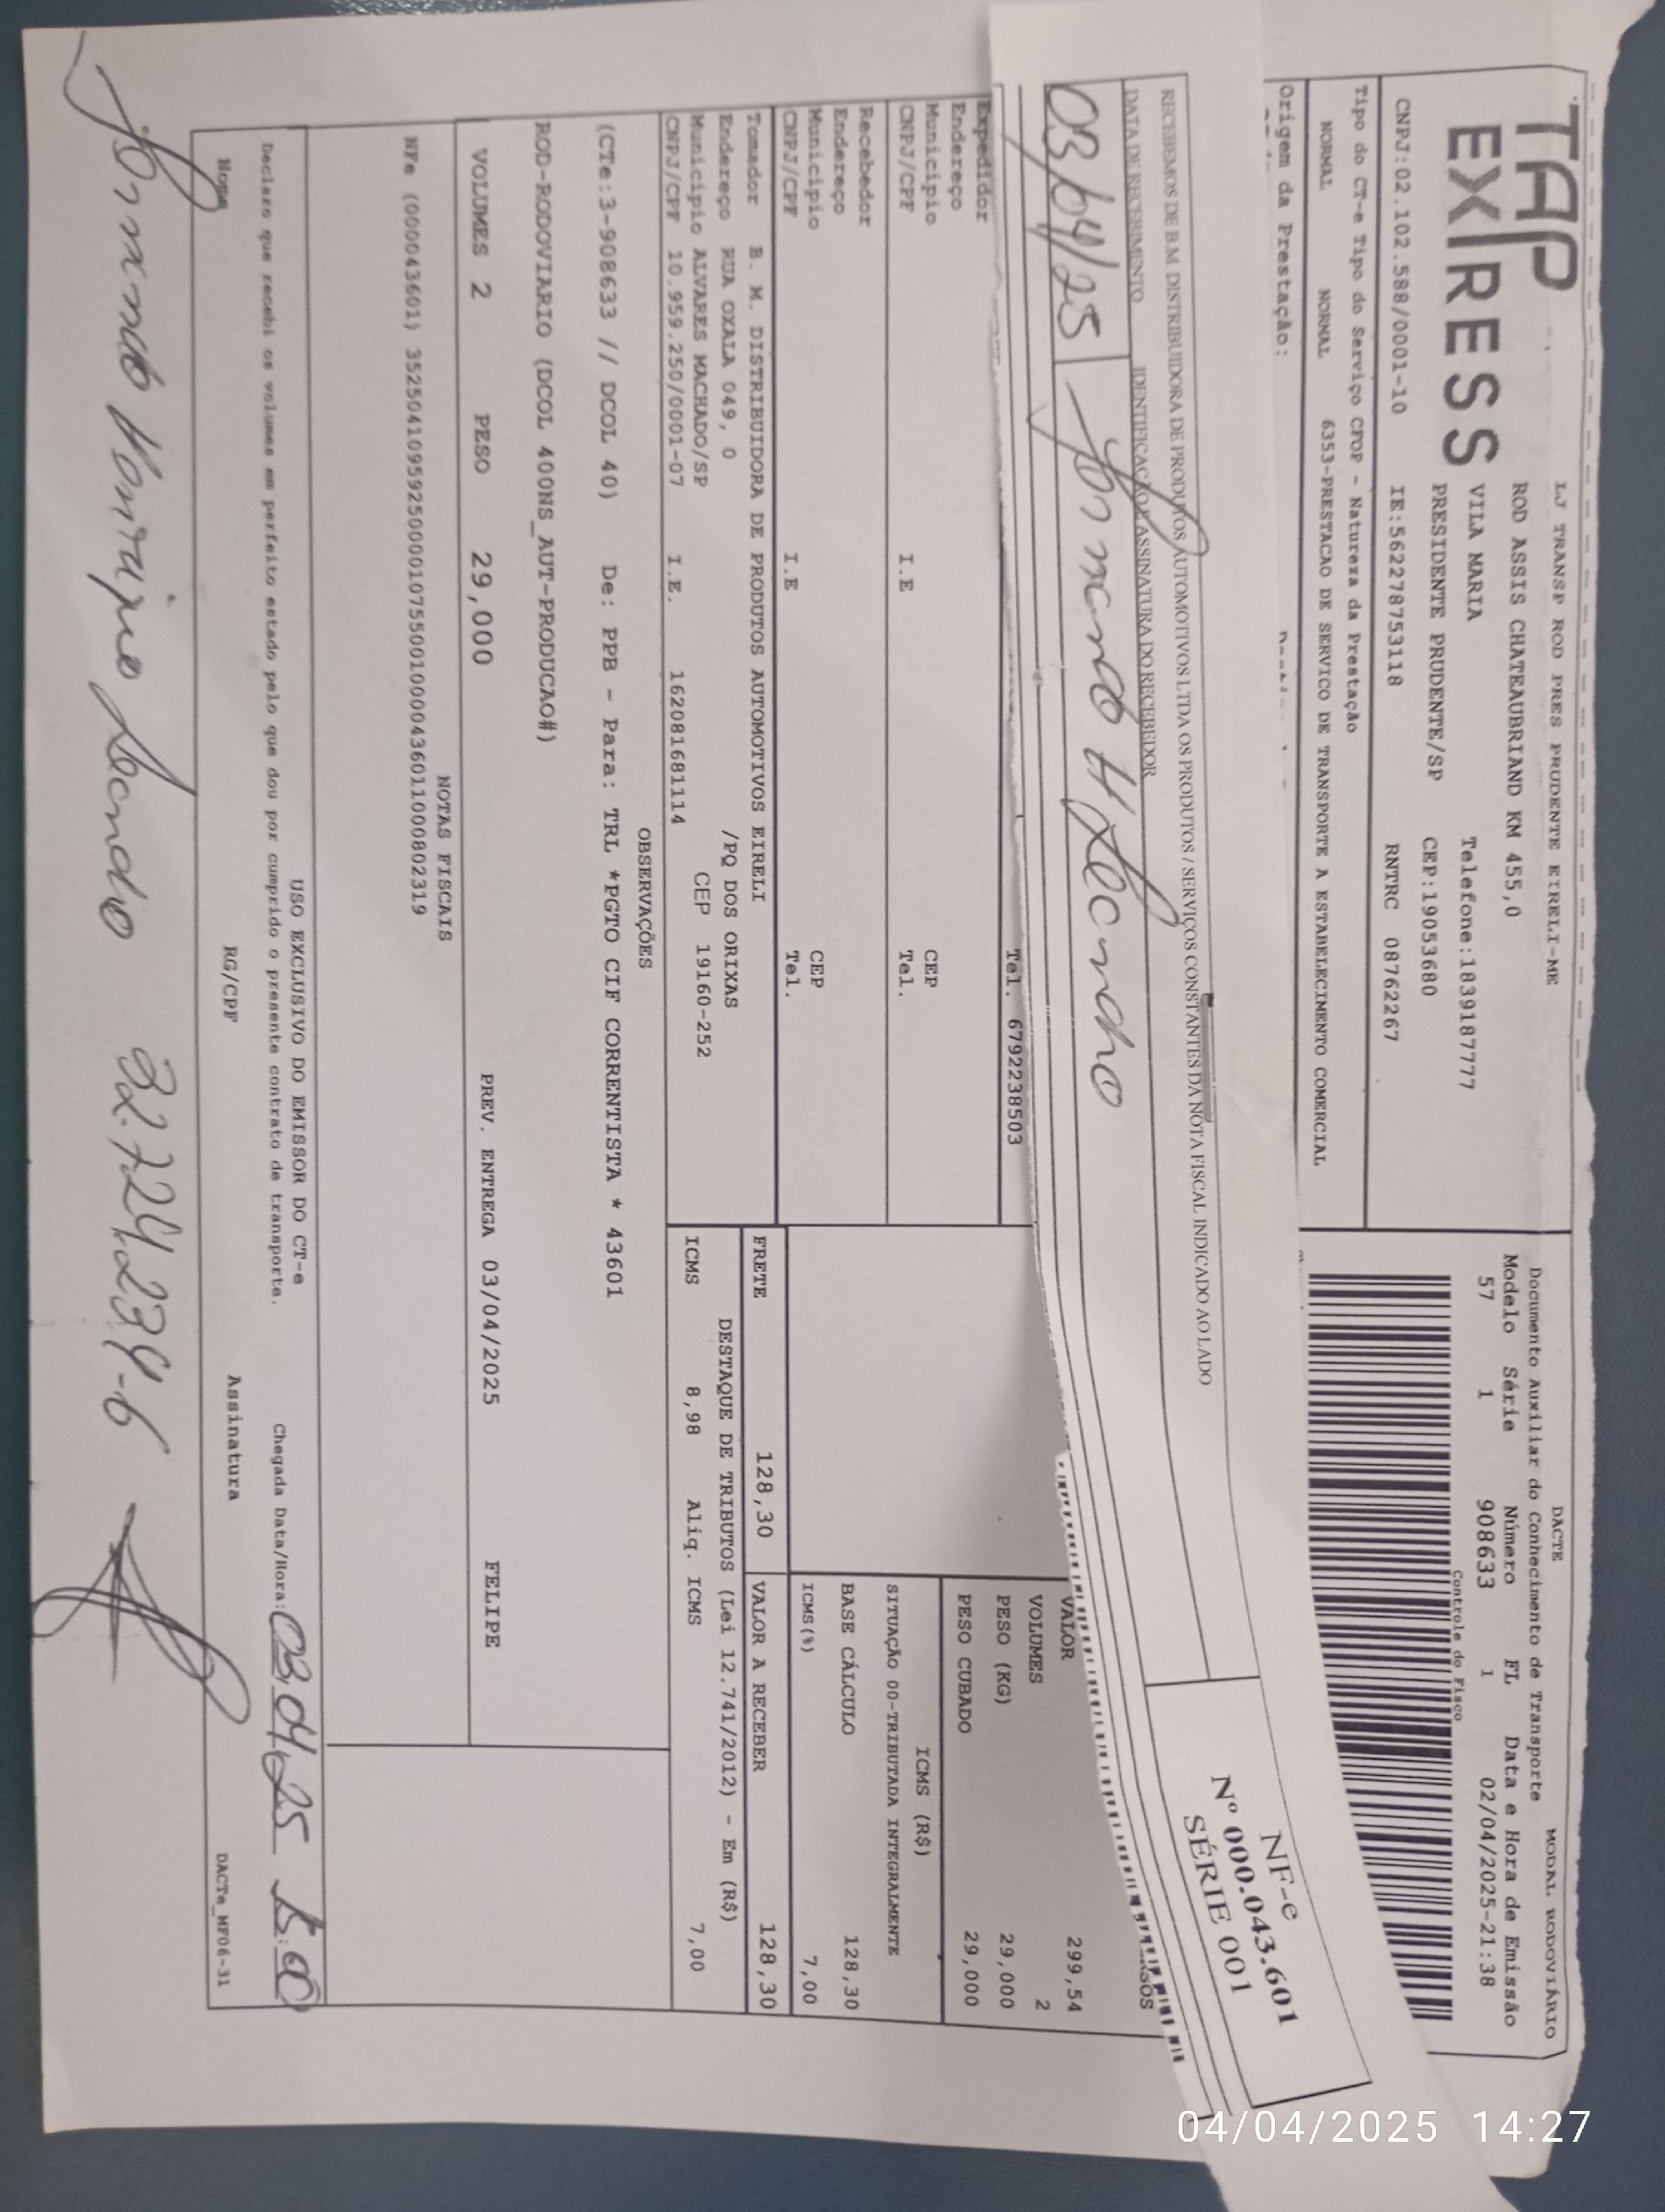 TAP
EXPRESS
LJ TRANSP ROD PRES PRUDENTE EIRELI-ME
ROD ASSIS CHATEAUBRIAND KM 455,0
VILA MARIA Telefone:1839187777
PRESIDENTE PRUDENTE/SP CEP:19053680
CNPJ:02.102.588/0001-10 IE:562278753118 RNTRC 08762267
Tipo do CT-e Tipo do Serviço CFOP - Natureza da Prestação
NORMAL NORMAL 6353-PRESTACAO DE SERVICO DE TRANSPORTE A ESTABELECIMENTO COMERCIAL
Origem da Prestação:
DACTE MODAL RODOVIÁRIO
Documento Auxiliar do Conhecimento de Transporte
Modelo Série Número FL Data e Hora de Emissão
57 1 908633 1 02/04/2025-21:38
Controle do Fisco
RECEBEMOS DE B.M. DISTRIBUIDORA DE PRODUTOS AUTOMOTIVOS LTDA OS PRODUTOS / SERVIÇOS CONSTANTES DA NOTA FISCAL INDICADO AO LADO
DATA DE RECEBIMENTO IDENTIFICAÇÃO E ASSINATURA DO RECEBEDOR
03/04/25
NF-e
Nº 000.043.601
SÉRIE 001
Tel. 6792238503
Expedidor
Endereço
Município CEP
CNPJ/CPF I.E Tel.
Recebedor
Endereço
Município CEP
CNPJ/CPF I.E Tel.
VALOR 299,54
VOLUMES 2
PESO (KG) 29,000
PESO CUBADO 29,000
ICMS (R$)
SITUAÇÃO 00-TRIBUTADA INTEGRALMENTE
BASE CÁLCULO 128,30
ICMS(%) 7,00
Tomador B. M. DISTRIBUIDORA DE PRODUTOS AUTOMOTIVOS EIRELI
Endereço RUA OXALA 049, 0 /PQ DOS ORIXAS
Município ALVARES MACHADO/SP CEP 19160-252
CNPJ/CPF 10.959.250/0001-07 I.E. 162081681114
FRETE 128,30 VALOR A RECEBER 128,30
DESTAQUE DE TRIBUTOS (Lei 12.741/2012) - Em (R$)
ICMS 8,98 Aliq. ICMS 7,00
OBSERVAÇÕES
(CTe:3-908633 // DCOL 40) De: PPB - Para: TRL *PGTO CIF CORRENTISTA * 43601
ROD-RODOVIARIO (DCOL 400NS_AUT-PRODUCAO#)
VOLUMES 2 PESO 29,000 PREV. ENTREGA 03/04/2025 FELIPE
NOTAS FISCAIS
NFe (000043601) 35250410959250000107550010000436011000802319
USO EXCLUSIVO DO EMISSOR DO CT-e
Declaro que recebi os volumes em perfeito estado pelo que dou por cumprido o presente contrato de transporte. Chegada Data/Hora: 03.04.25
Nome RG/CPF Assinatura DACTe_MF06-31
32.724.234-6
04/04/2025 14:27